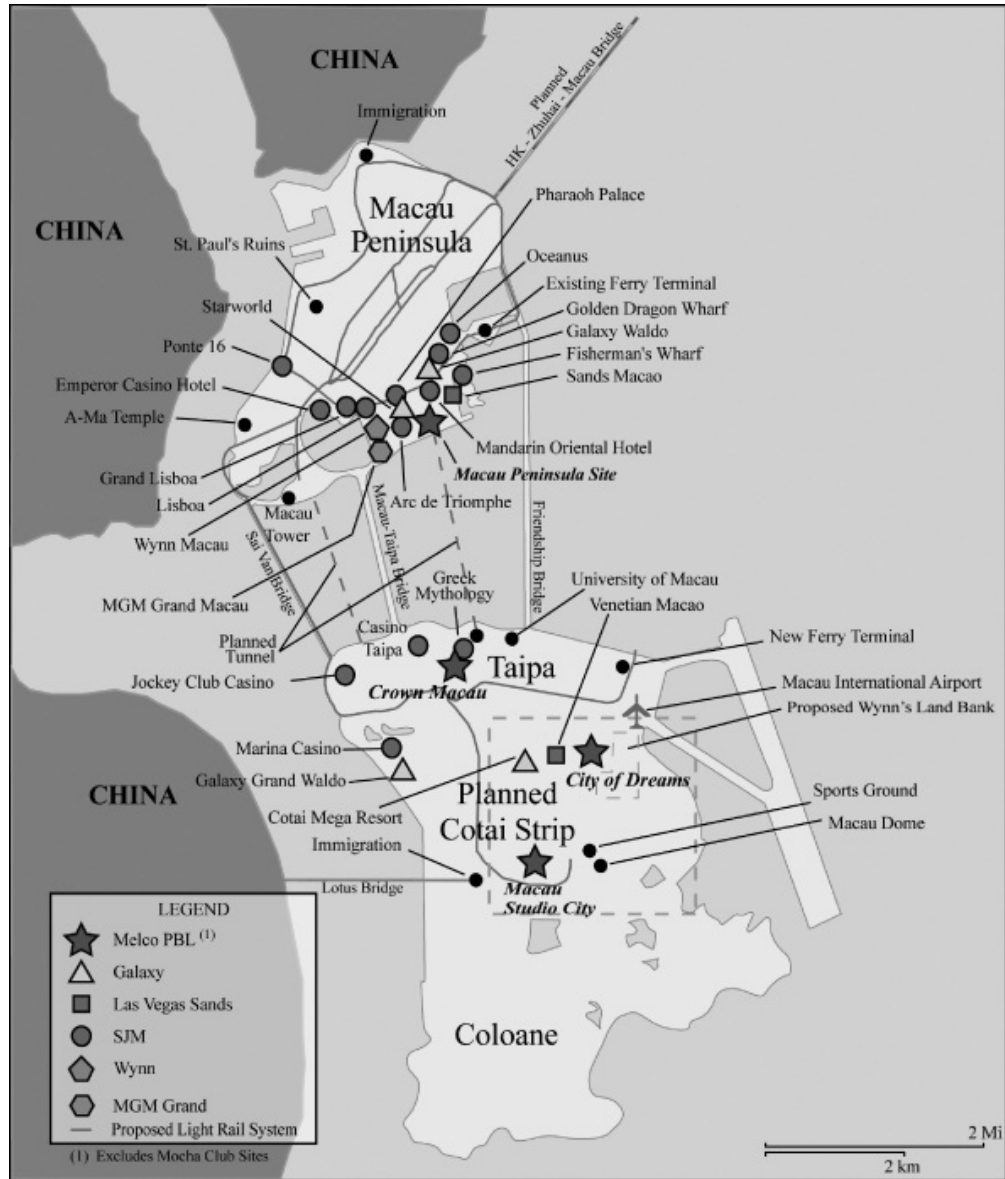 CHINA
Immigration
Planned
HK - Zhuhai - Macau Bridge
Macau
Peninsula
Pharaoh Palace
CHINA
St. Paul's Ruins
Oceanus
Existing Ferry Terminal
Starworld
Golden Dragon Wharf
Galaxy Waldo
Ponte 16
Fisherman's Wharf
Sands Macao
Emperor Casino Hotel
A-Ma Temple
Mandarin Oriental Hotel
Macau Peninsula Site
Grand Lisboa
Lisboa
Arc de Triomphe
Wynn Macau
Macau
Tower
Sai Van Bridge
Macau-Taipa Bridge
Friendship Bridge
MGM Grand Macau
Greek
Mythology
University of Macau
Venetian Macao
Planned
Tunnel
Casino
Taipa
New Ferry Terminal
Taipa
Jockey Club Casino
Crown Macau
Macau International Airport
Proposed Wynn's Land Bank
Marina Casino
Galaxy Grand Waldo
City of Dreams
CHINA
Cotai Mega Resort
Planned
Cotai Strip
Sports Ground
Macau Dome
Immigration
Lotus Bridge
Macau
Studio City
LEGEND
Melco PBL (1)
Galaxy
Las Vegas Sands
SJM
Wynn
MGM Grand
Proposed Light Rail System
(1) Excludes Mocha Club Sites
Coloane
2 Mi
2 km